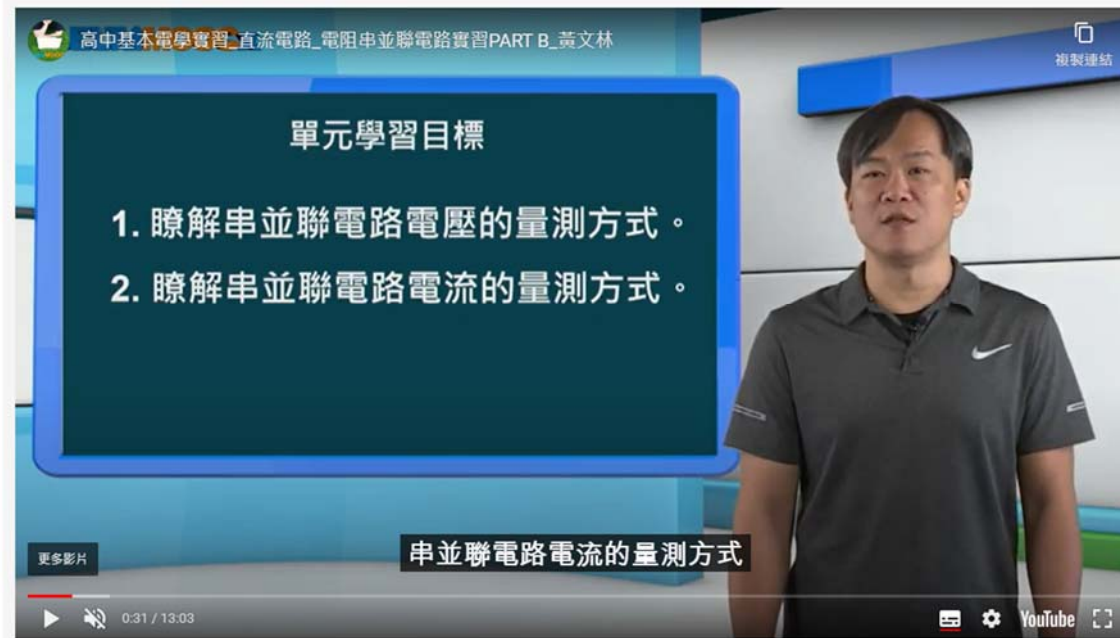 高中基本電學實習_直流電路_電阻串並聯電路實習PART B_黃文林
複製連結
單元學習目標
1. 瞭解串並聯電路電壓的量測方式。
2. 瞭解串並聯電路電流的量測方式。
串並聯電路電流的量測方式
更多影片
0:31 / 13:03
YouTube